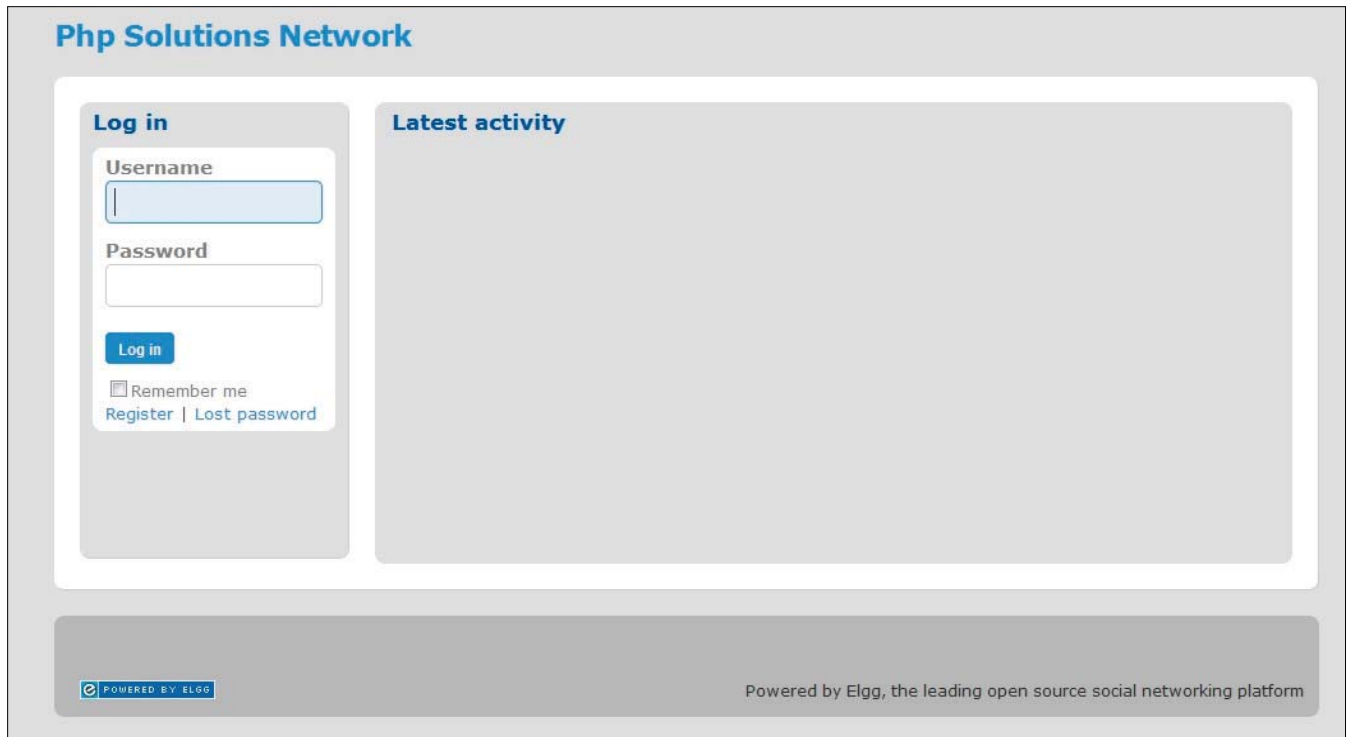 Php Solutions Network
Log in
Username
Password
Log in
Remember me
Register | Lost password
Latest activity
POWERED BY ELGG
Powered by Elgg, the leading open source social networking platform